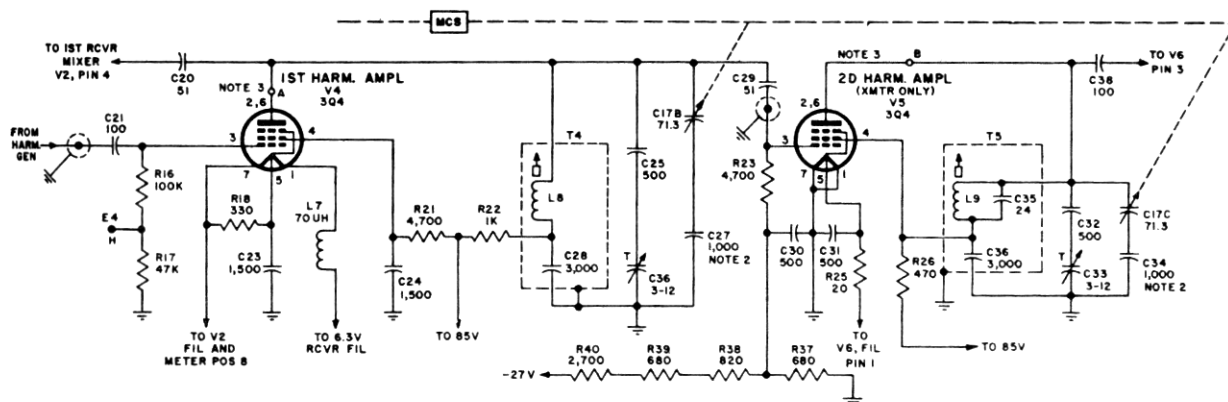 MCS
TO IST RCVR
MIXER
V2, PIN 4
C20
51
NOTE 3
A
IST HARM. AMPL
V4
3Q4
2,6
3
4
7
5
1
FROM
HARM.
GEN
C21
100
R16
100K
E4
H
R17
47K
R18
330
C23
1,500
L7
70 UH
TO V2
FIL AND
METER POS 8
TO 6.3V
RCVR FIL
R21
4,700
R22
1K
C24
1,500
TO 85V
T4
L8
C28
3,000
C25
500
T
C36
3-12
C17B
71.3
C27
1,000
NOTE 2
C29
51
NOTE 3
B
2D HARM. AMPL
(XMTR ONLY)
V5
3Q4
2,6
3
4
7
5
1
R23
4,700
C30
500
C31
500
R25
20
TO
V6, FIL
PIN 1
C38
100
TO V6
PIN 3
T5
L9
C35
24
C36
3,000
R26
470
TO 85V
C32
500
T
C33
3-12
C17C
71.3
C34
1,000
NOTE 2
-27V
R40
2,700
R39
680
R38
820
R37
680